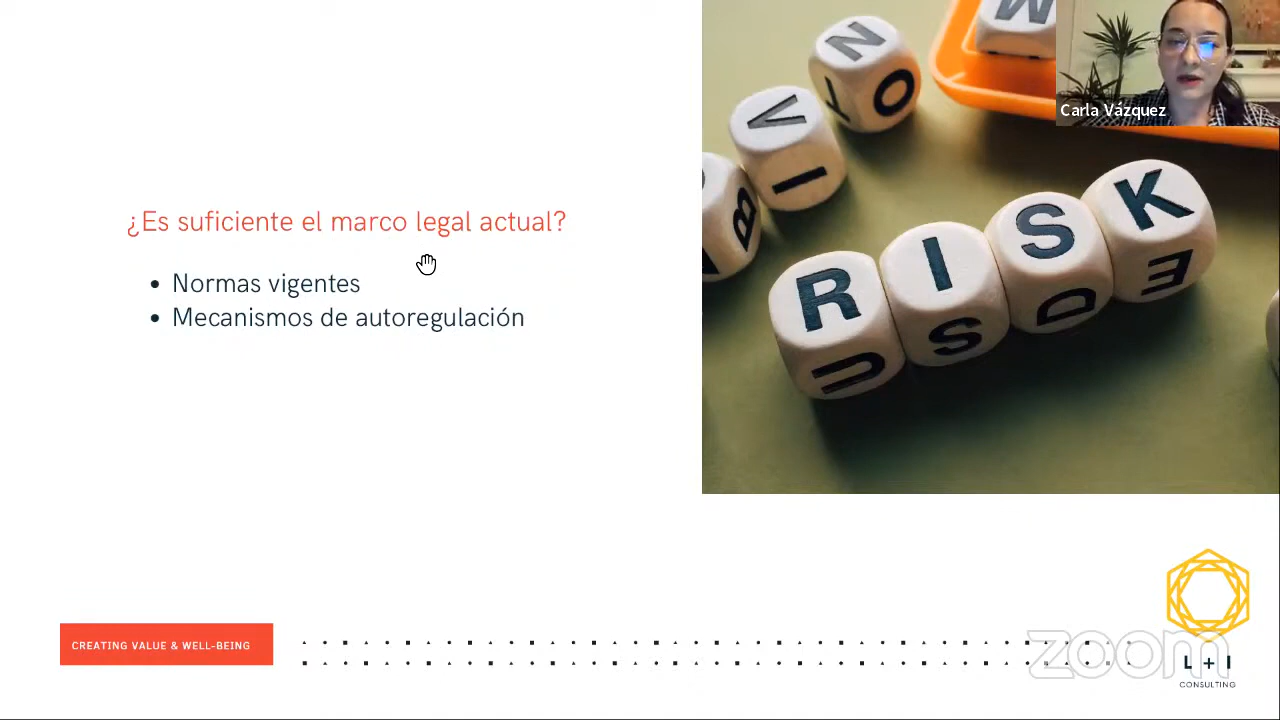 ¿Es suficiente el marco legal actual?
Normas vigentes
Mecanismos de autoregulación
M
N
O
V
I
B
RISK
U S D E
Carla Vázquez
CREATING VALUE & WELL-BEING
zoom
L + I
CONSULTING